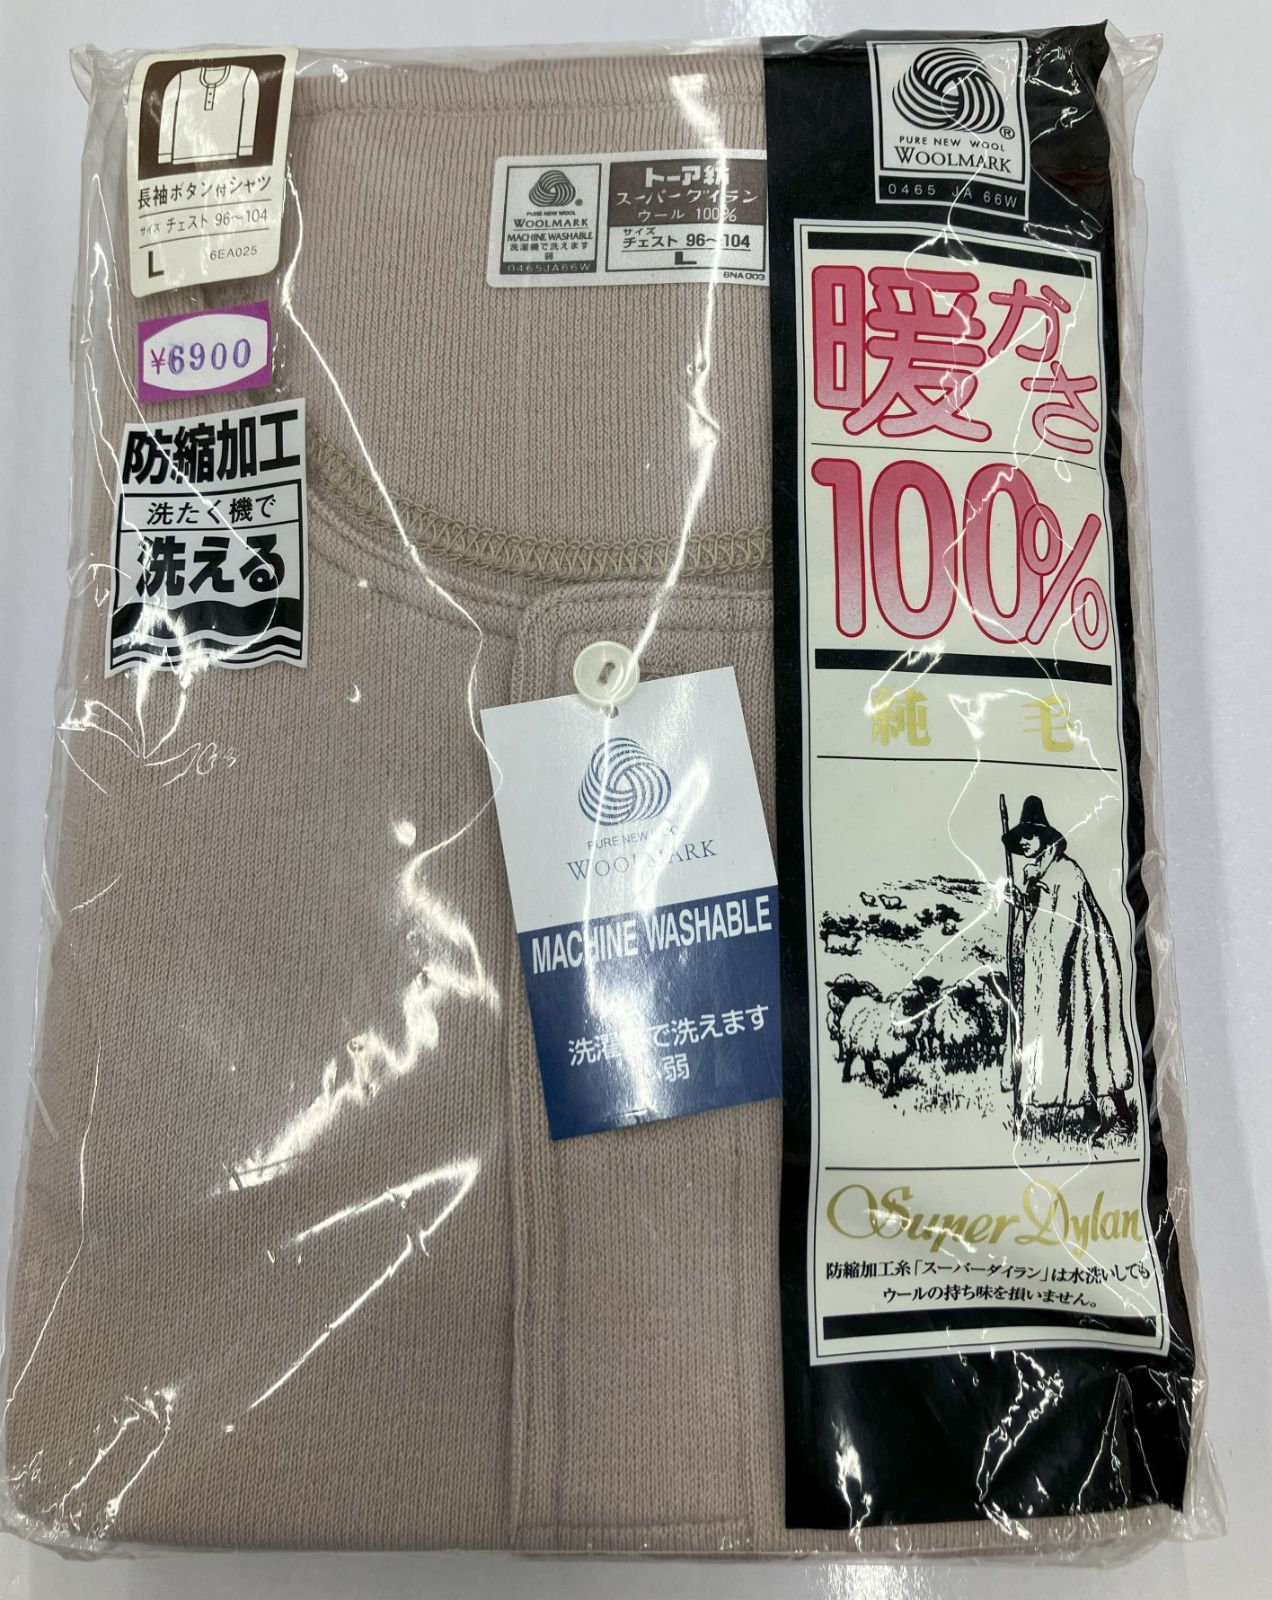 長袖ボタン付シャツ
サイズ チェスト 96〜104
L 6EA025
¥6900
防縮加工
洗たく機で
洗える
PURE NEW WOOL
WOOLMARK
MACHINE WASHABLE
洗濯機で洗えます
弱
0465JA66W
トーア紡
スーパーダイラン
ウール 100%
サイズ
チェスト 96〜104
L
6NA003
PURE NEW
WOOLMARK
MACHINE WASHABLE
洗濯機で洗えます
弱
PURE NEW WOOL
WOOLMARK
0465 JA 66W
暖かさ。
100%
純毛
Super Dylan
防縮加工糸「スーパーダイラン」は水洗いしても
ウールの持ち味を損いません。